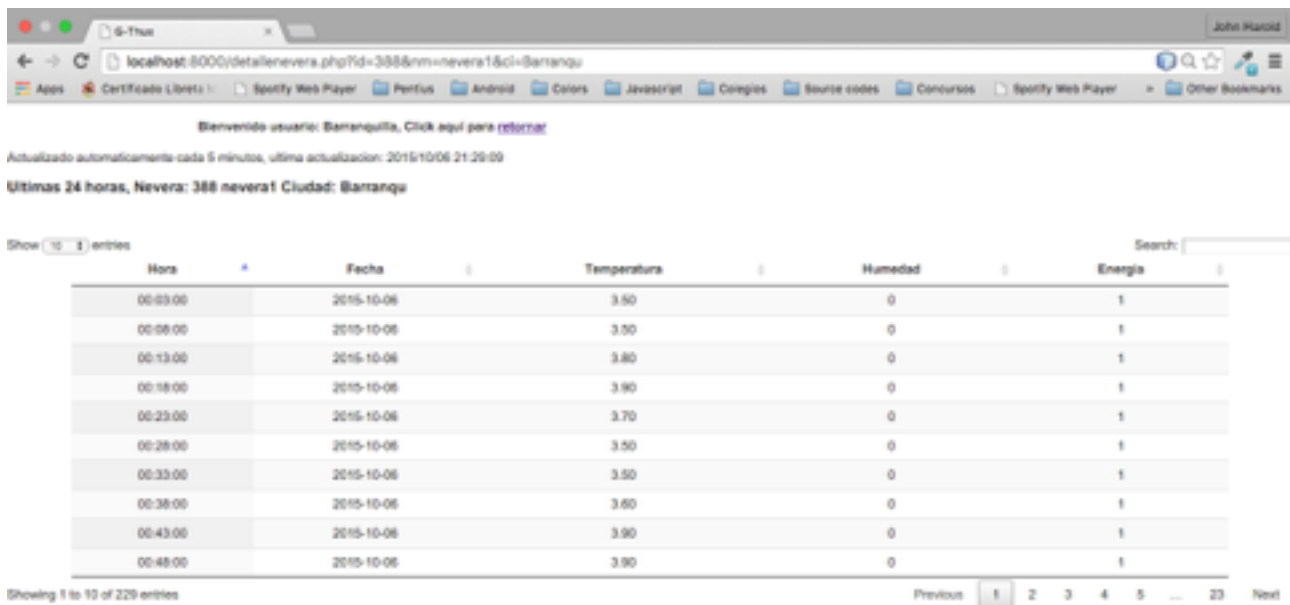 G-Thux
John Harold
localhost:8000/detallenevera.php?id=388&nm=nevera1&ci=Barranqu
Apps Certificado Libreta Spotify Web Player Pentius Android Colors Javascript Colegios Source codes Concursos Spotify Web Player » Other Bookmarks
Bienvenido usuario: Barranquilla, Click aquí para retornar
Actualizado automaticamente cada 5 minutos, ultima actualizacion: 2015/10/06 21:29:09
Ultimas 24 horas, Nevera: 388 nevera1 Ciudad: Barranqu
Show 10 entries Search:
Hora Fecha Temperatura Humedad Energia
00:03:00 2015-10-06 3.50 0 1
00:08:00 2015-10-06 3.50 0 1
00:13:00 2015-10-06 3.80 0 1
00:18:00 2015-10-06 3.90 0 1
00:23:00 2015-10-06 3.70 0 1
00:28:00 2015-10-06 3.50 0 1
00:33:00 2015-10-06 3.50 0 1
00:38:00 2015-10-06 3.60 0 1
00:43:00 2015-10-06 3.90 0 1
00:48:00 2015-10-06 3.90 0 1
Showing 1 to 10 of 229 entries Previous 1 2 3 4 5 ... 23 Next